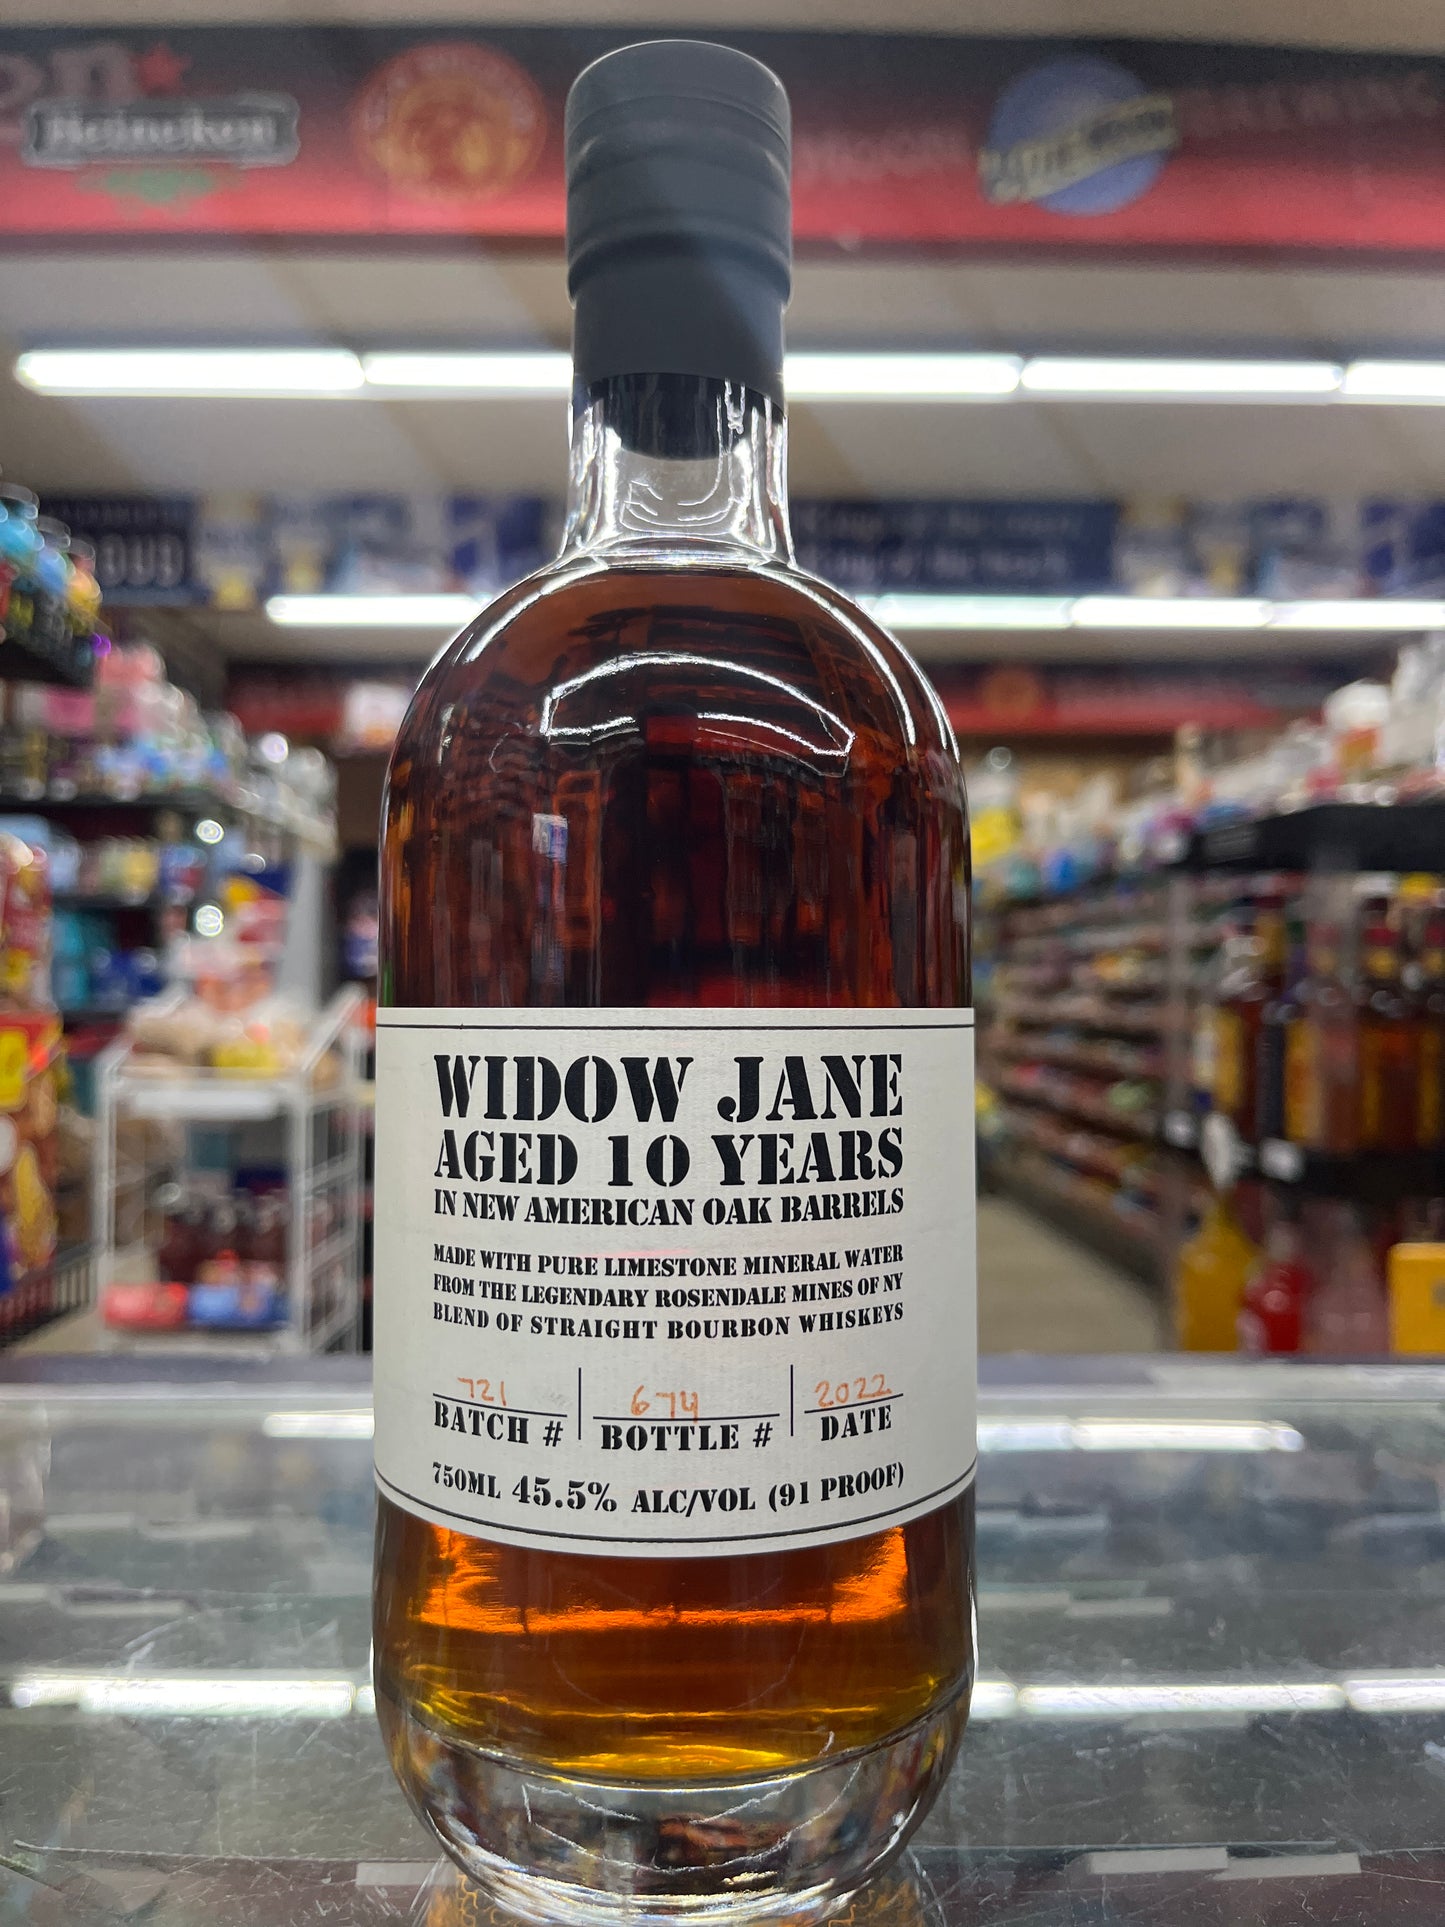 Heineken
WIDOW JANE
AGED 10 YEARS
IN NEW AMERICAN OAK BARRELS
MADE WITH PURE LIMESTONE MINERAL WATER
FROM THE LEGENDARY ROSENDALE MINES OF NY
BLEND OF STRAIGHT BOURBON WHISKEYS
721 674 2022
BATCH # BOTTLE # DATE
750ML 45.5% ALC/VOL (91 PROOF)